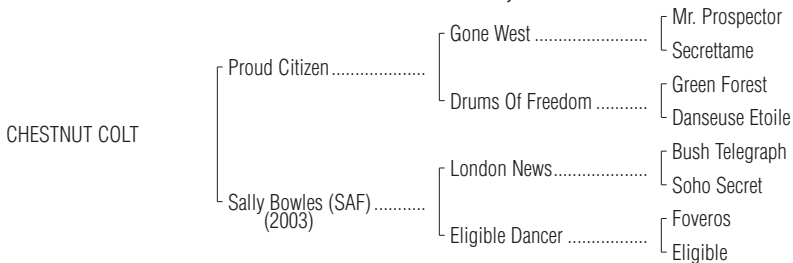 Mr. Prospector
Gone West ........................
Secrettame
Proud Citizen....................
Green Forest
Drums Of Freedom ...........
Danseuse Etoile
CHESTNUT COLT
Bush Telegraph
London News....................
Soho Secret
Sally Bowles (SAF)...........
(2003)
Foveros
Eligible Dancer .................
Eligible